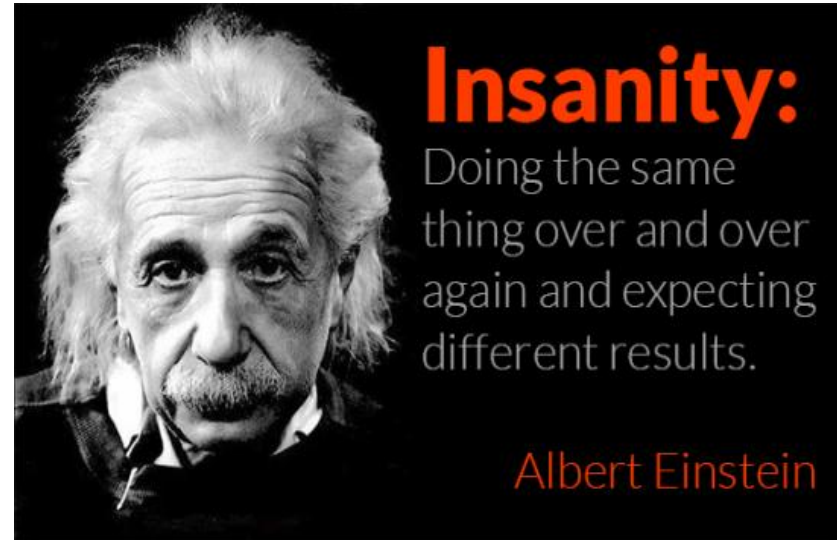 Insanity:
Doing the same
thing over and over
again and expecting
different results.
Albert Einstein